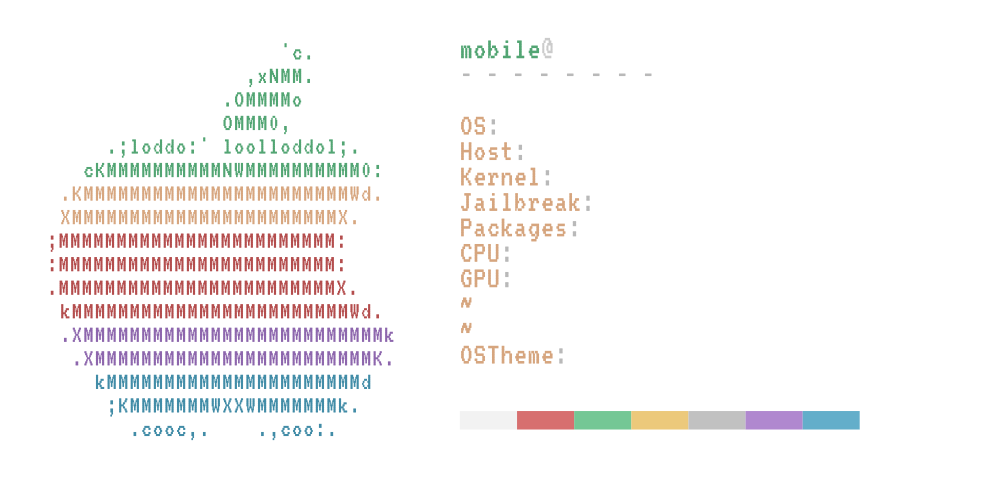 'c.
,xNMM.
.OMMMMo
OMMM0,
.;loddo:' loolloddol;.
cKMMMMMMMMMMNWMMMMMMMMMM0:
.KMMMMMMMMMMMMMMMMMMMMMMMWd.
XMMMMMMMMMMMMMMMMMMMMMMMX.
;MMMMMMMMMMMMMMMMMMMMMMMM:
:MMMMMMMMMMMMMMMMMMMMMMMM:
.MMMMMMMMMMMMMMMMMMMMMMMMX.
kMMMMMMMMMMMMMMMMMMMMMMMMWd.
.XMMMMMMMMMMMMMMMMMMMMMMMMMMk
.XMMMMMMMMMMMMMMMMMMMMMMMMK.
kMMMMMMMMMMMMMMMMMMMMMMd
;KMMMMMMMWXXWMMMMMMMk.
.cooc,. .,coo:.
mobile@
- - - - - - - -
OS:
Host:
Kernel:
Jailbreak:
Packages:
CPU:
GPU:
~
~
OSTheme: